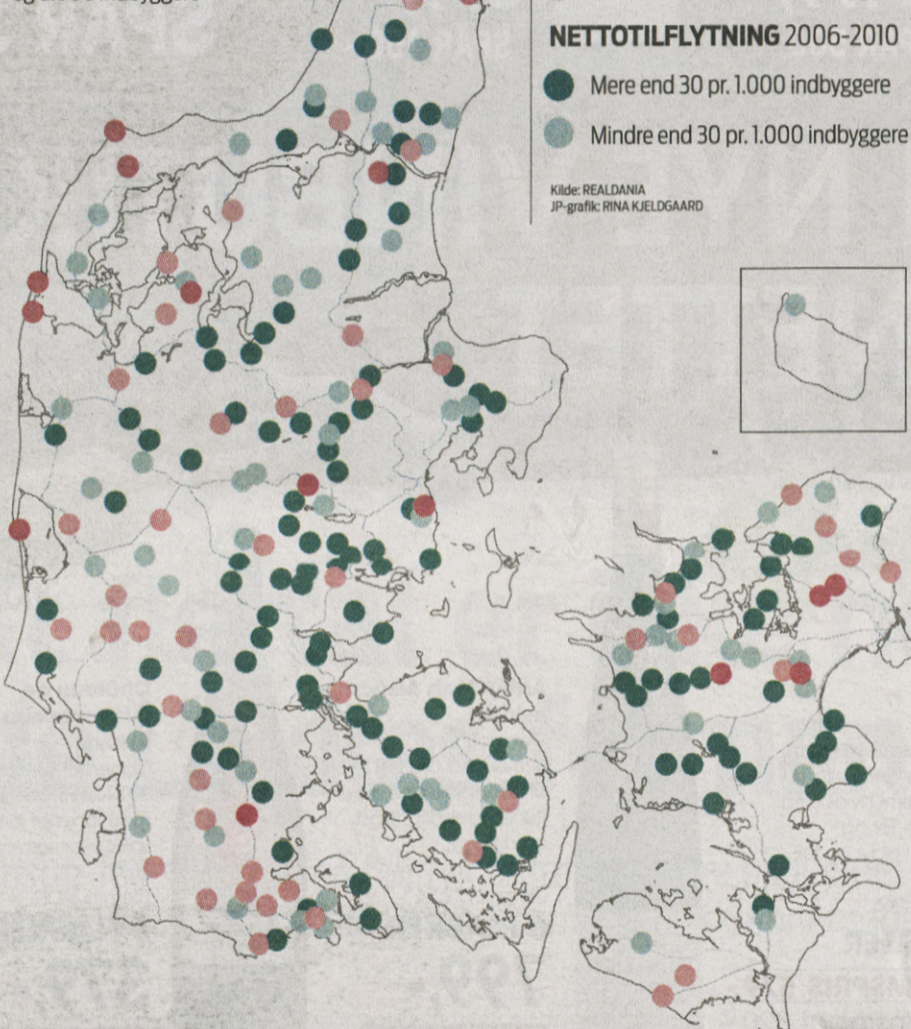 indbyggere
NETTOTILFLYTNING 2006-2010
Mere end 30 pr. 1.000 indbyggere
Mindre end 30 pr. 1.000 indbyggere
Kilde: REALDANIA
JP-grafik: RINA KJELDGAARD